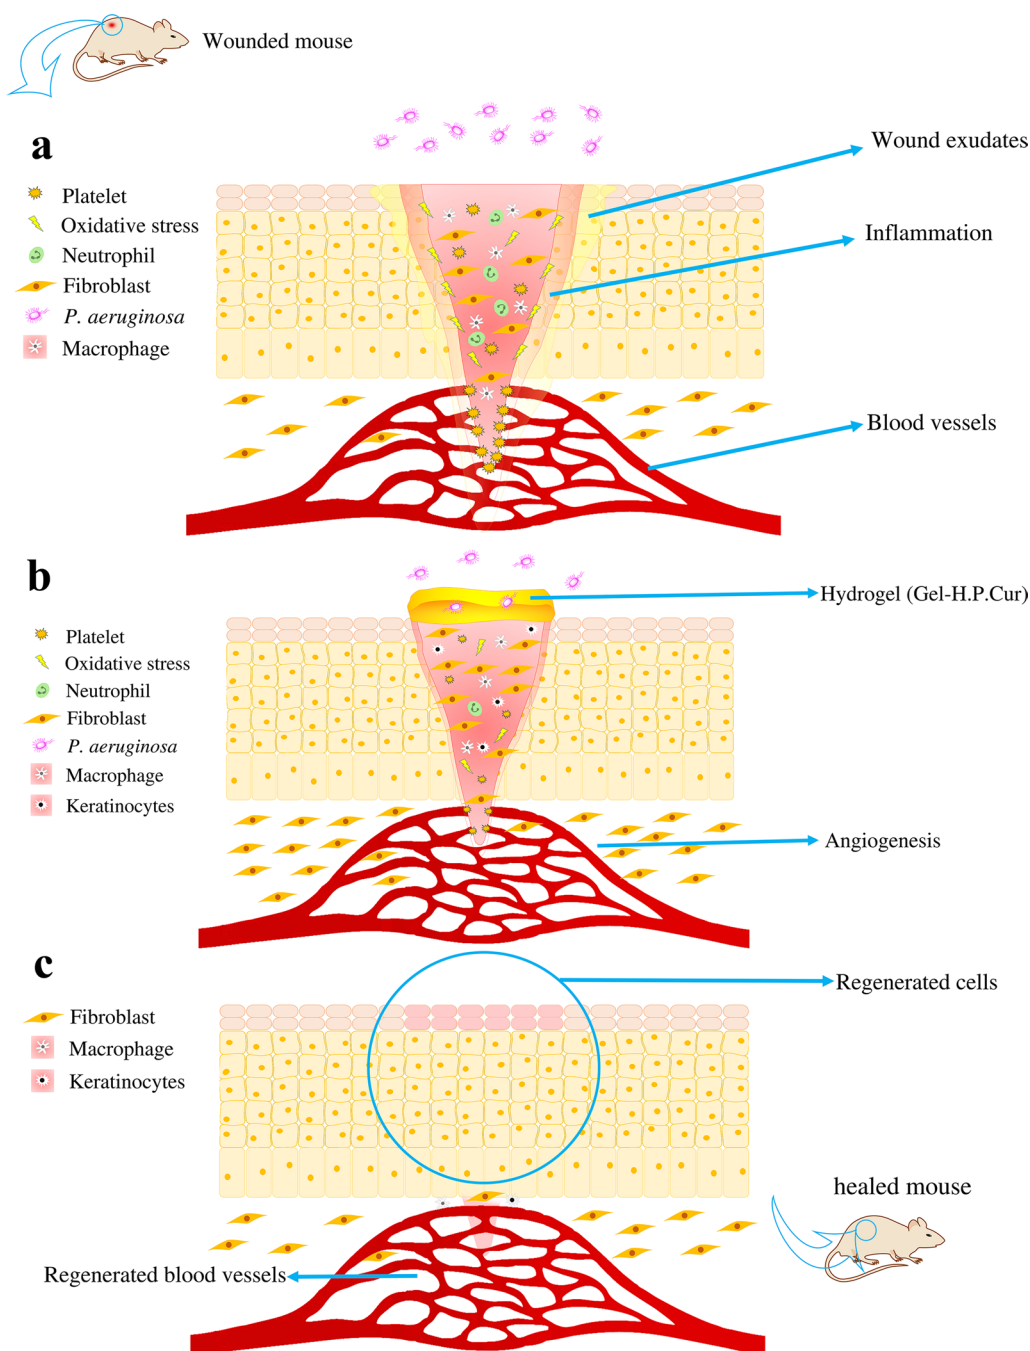 Wounded mouse
a
Wound exudates
Platelet
Oxidative stress
Inflammation
Neutrophil
Fibroblast
P. aeruginosa
Macrophage
Blood vessels
b
Hydrogel (Gel-H.P.Cur)
Platelet
Oxidative stress
Neutrophil
Fibroblast
P. aeruginosa
Macrophage
Keratinocytes
Angiogenesis
c
Regenerated cells
Fibroblast
Macrophage
Keratinocytes
healed mouse
Regenerated blood vessels